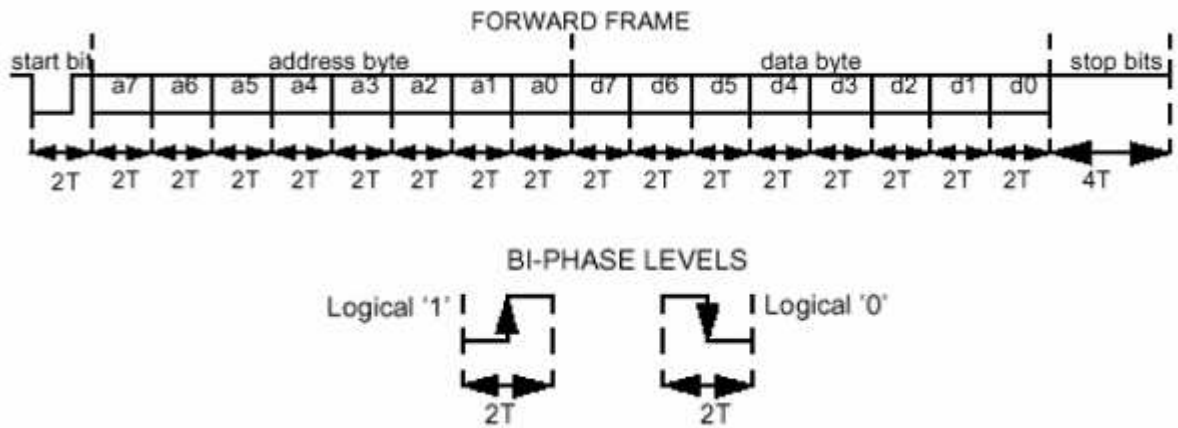 FORWARD FRAME
start bit address byte data byte stop bits
a7 a6 a5 a4 a3 a2 a1 a0 d7 d6 d5 d4 d3 d2 d1 d0
2T 2T 2T 2T 2T 2T 2T 2T 2T 2T 2T 2T 2T 2T 2T 2T 2T 4T
BI-PHASE LEVELS
Logical '1' Logical '0'
2T 2T